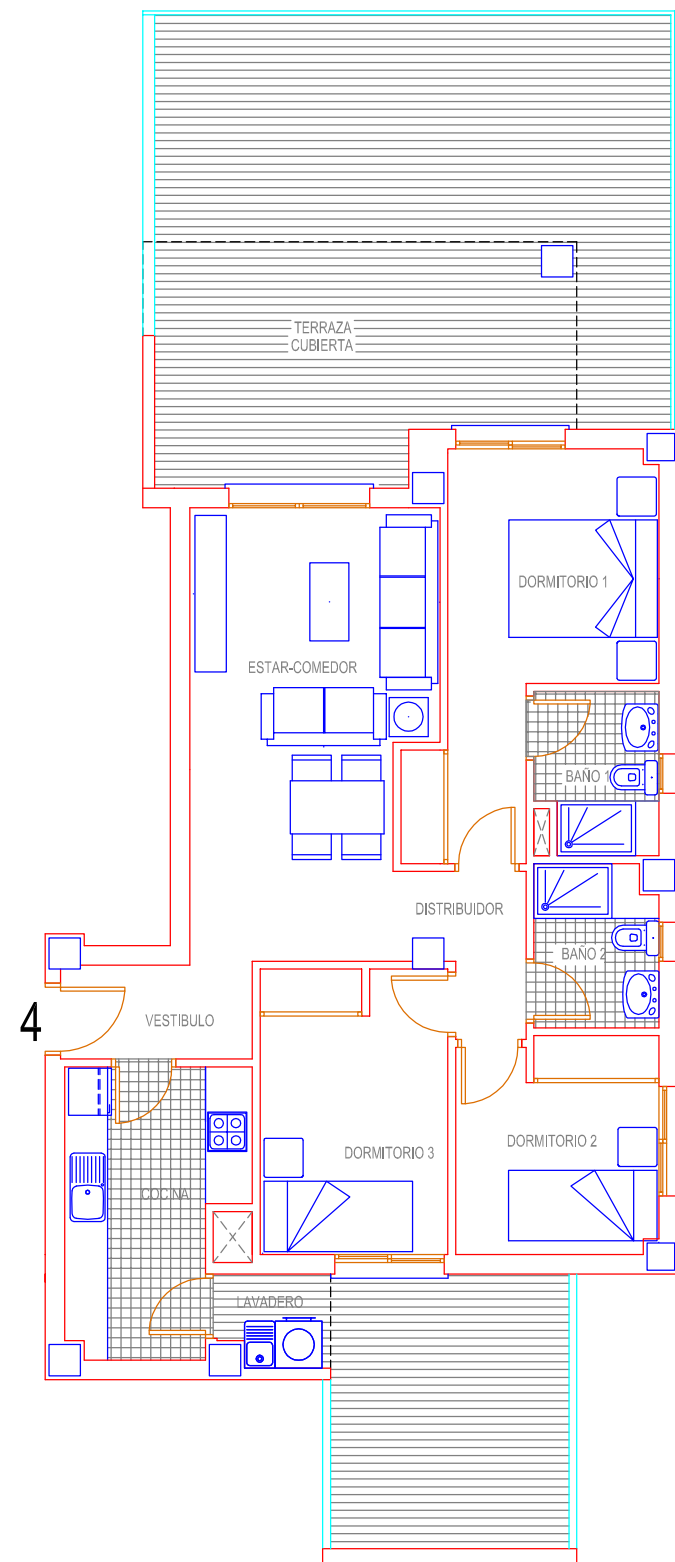 TERRAZA
CUBIERTA
DORMITORIO 1
ESTAR-COMEDOR
BAÑO 1
DISTRIBUIDOR
BAÑO 2
4
VESTIBULO
DORMITORIO 3
DORMITORIO 2
COCINA
LAVADERO